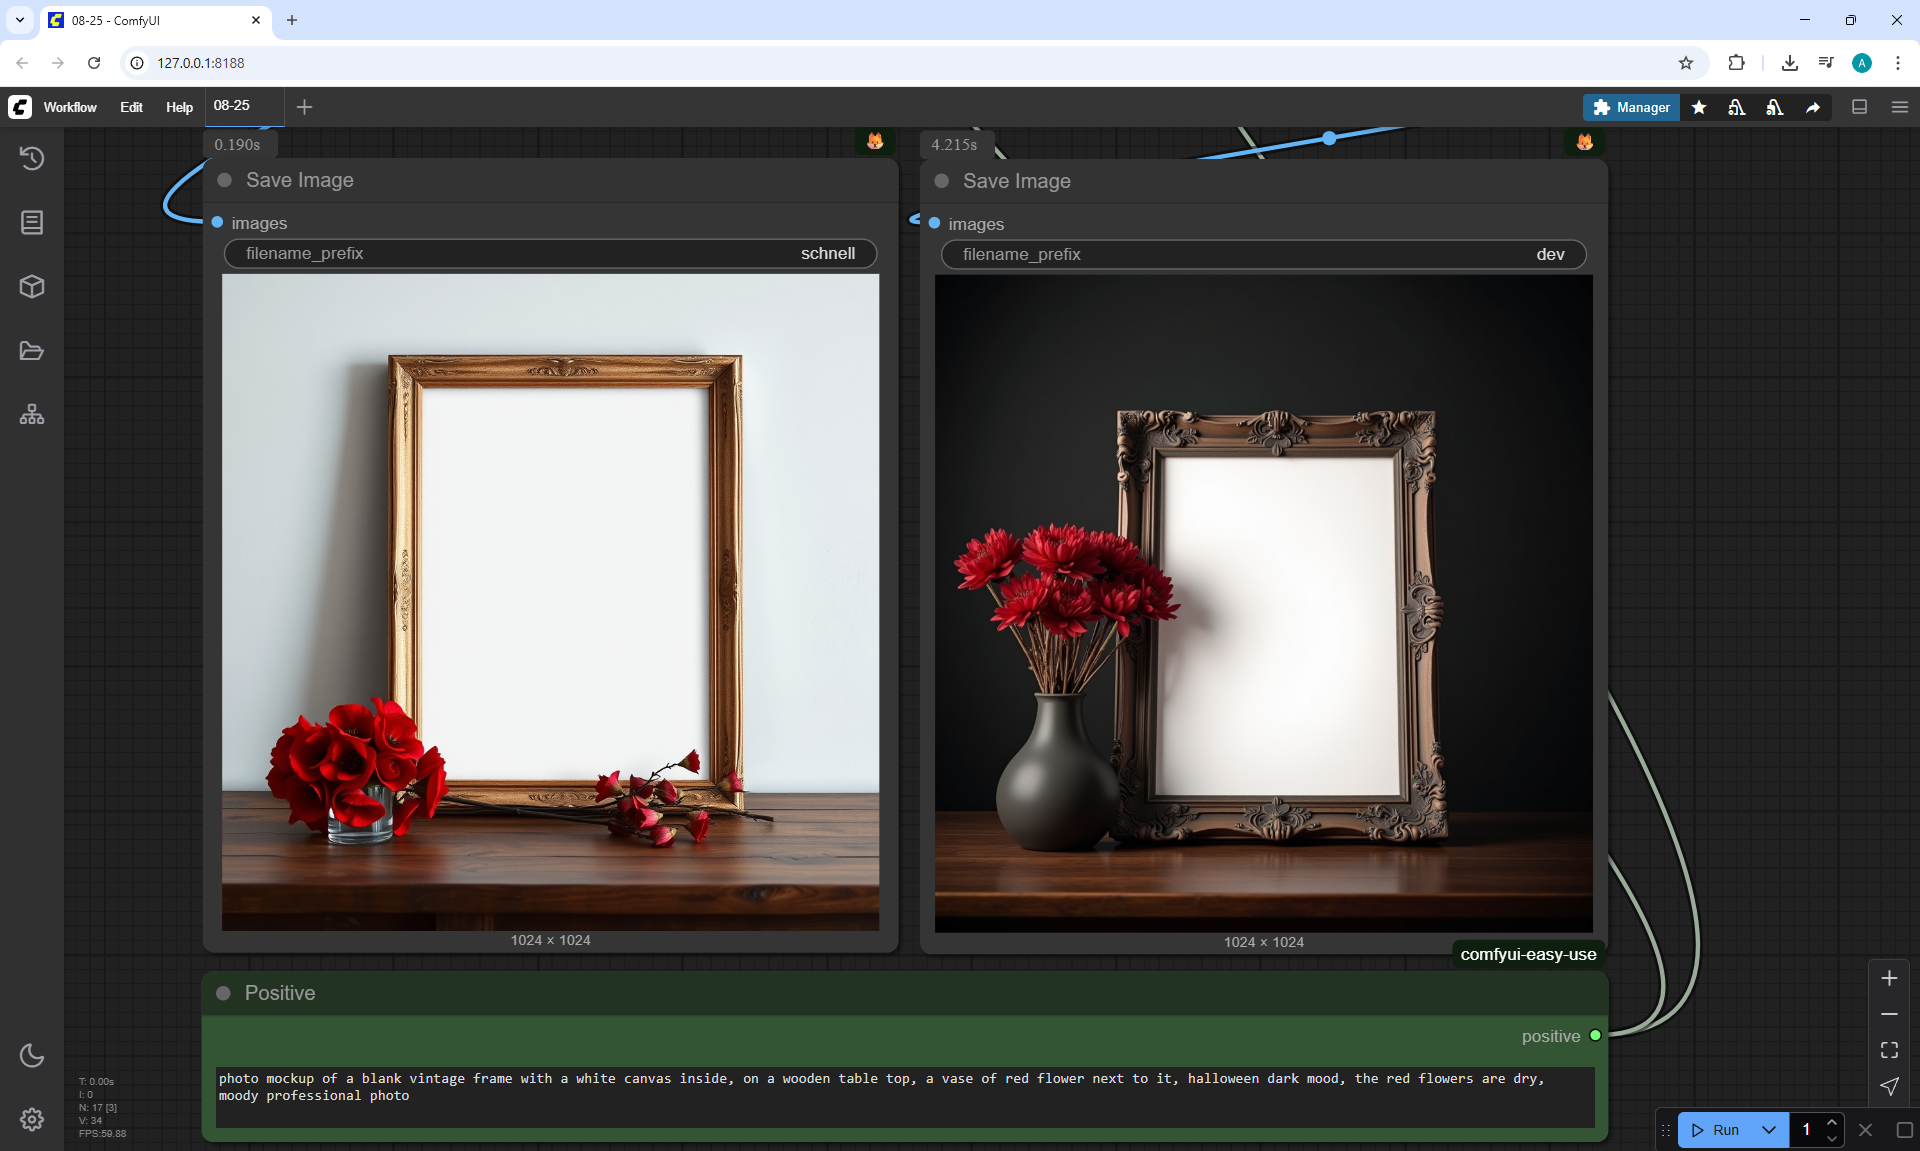 08-25 - ComfyUI
127.0.0.1:8188
Workflow Edit Help 08-25
Manager
0.190s
4.215s
Save Image
images
filename_prefix schnell
1024 × 1024
Save Image
images
filename_prefix dev
1024 × 1024
comfyui-easy-use
Positive
positive
photo mockup of a blank vintage frame with a white canvas inside, on a wooden table top, a vase of red flower next to it, halloween dark mood, the red flowers are dry,
moody professional photo
T: 0.00s
I: 0
N: 17 [3]
V: 34
FPS:59.88
Run 1
A